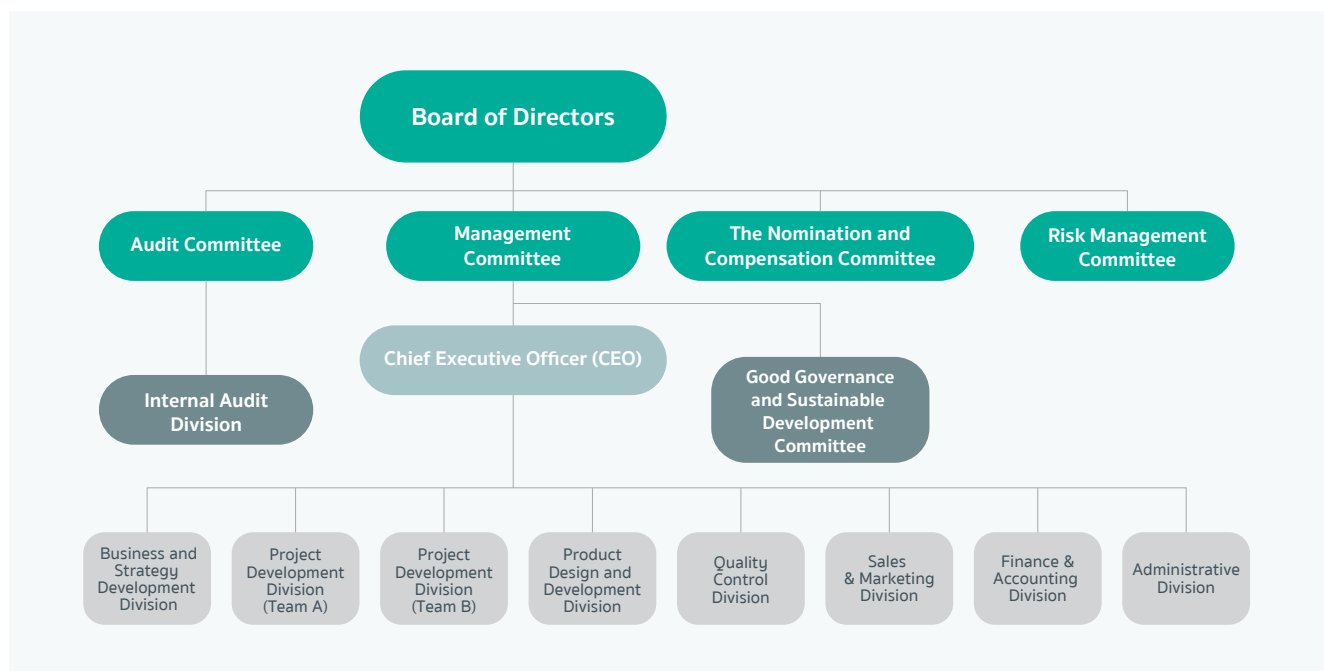 Board of Directors
Audit Committee
Management
Committee
The Nomination and
Compensation Committee
Risk Management
Committee
Chief Executive Officer (CEO)
Internal Audit
Division
Good Governance
and Sustainable
Development
Committee
Business and
Strategy
Development
Division
Project
Development
Division
(Team A)
Project
Development
Division
(Team B)
Product
Design and
Development
Division
Quality
Control
Division
Sales
& Marketing
Division
Finance &
Accounting
Division
Administrative
Division